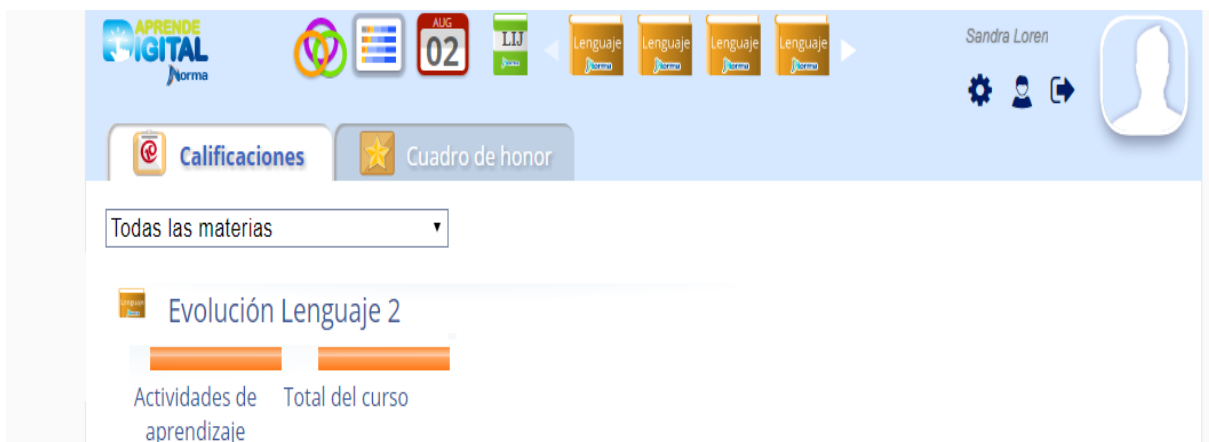 APRENDE
DIGITAL
Norma
AUG
02
LIJ
Norma
Lenguaje
Norma
Lenguaje
Norma
Lenguaje
Norma
Lenguaje
Norma
Sandra Loren
Calificaciones
Cuadro de honor
Todas las materias
Lenguaje
Evolución Lenguaje 2
Actividades de
aprendizaje
Total del curso